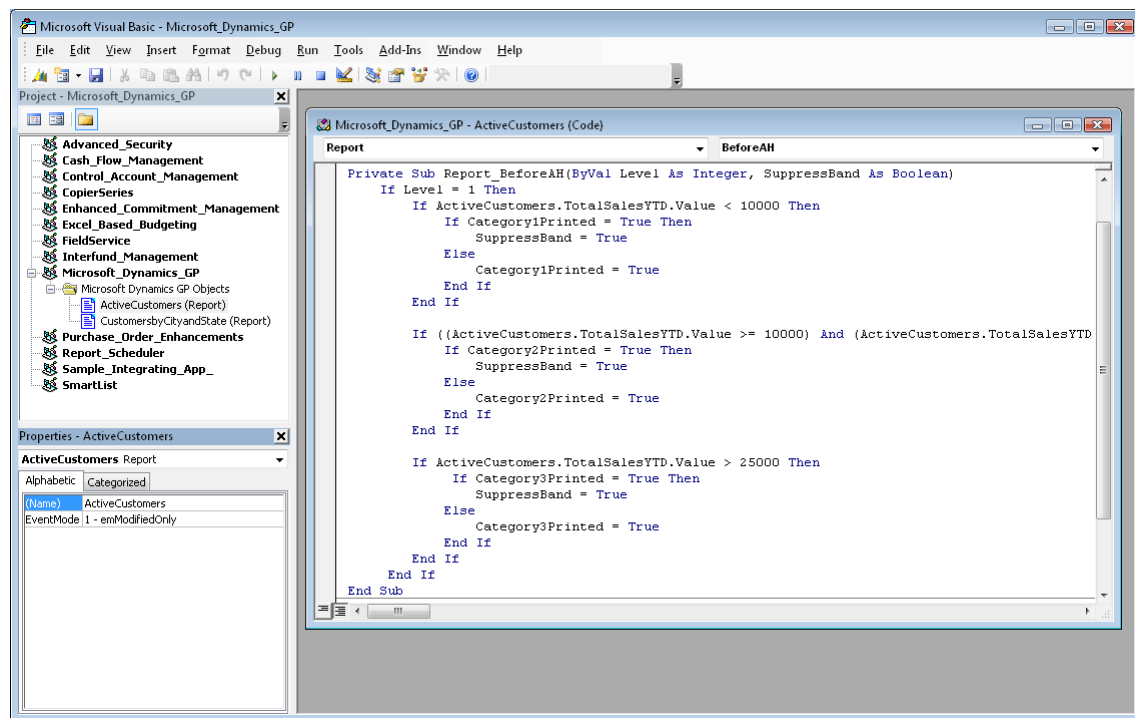 Microsoft Visual Basic - Microsoft_Dynamics_GP
File Edit View Insert Format Debug Run Tools Add-Ins Window Help
Project - Microsoft_Dynamics_GP
Advanced_Security
Cash_Flow_Management
Control_Account_Management
CopierSeries
Enhanced_Commitment_Management
Excel_Based_Budgeting
FieldService
Interfund_Management
Microsoft_Dynamics_GP
Microsoft Dynamics GP Objects
ActiveCustomers (Report)
CustomersbyCityandState (Report)
Purchase_Order_Enhancements
Report_Scheduler
Sample_Integrating_App_
SmartList
Properties - ActiveCustomers
ActiveCustomers Report
Alphabetic Categorized
(Name) ActiveCustomers
EventMode 1 - emModifiedOnly
Microsoft_Dynamics_GP - ActiveCustomers (Code)
Report BeforeAH
Private Sub Report_BeforeAH(ByVal Level As Integer, SuppressBand As Boolean)
If Level = 1 Then
If ActiveCustomers.TotalSalesYTD.Value < 10000 Then
If Category1Printed = True Then
SuppressBand = True
Else
Category1Printed = True
End If
End If
If ((ActiveCustomers.TotalSalesYTD.Value >= 10000) And (ActiveCustomers.TotalSalesYTD
If Category2Printed = True Then
SuppressBand = True
Else
Category2Printed = True
End If
End If
If ActiveCustomers.TotalSalesYTD.Value > 25000 Then
If Category3Printed = True Then
SuppressBand = True
Else
Category3Printed = True
End If
End If
End If
End Sub